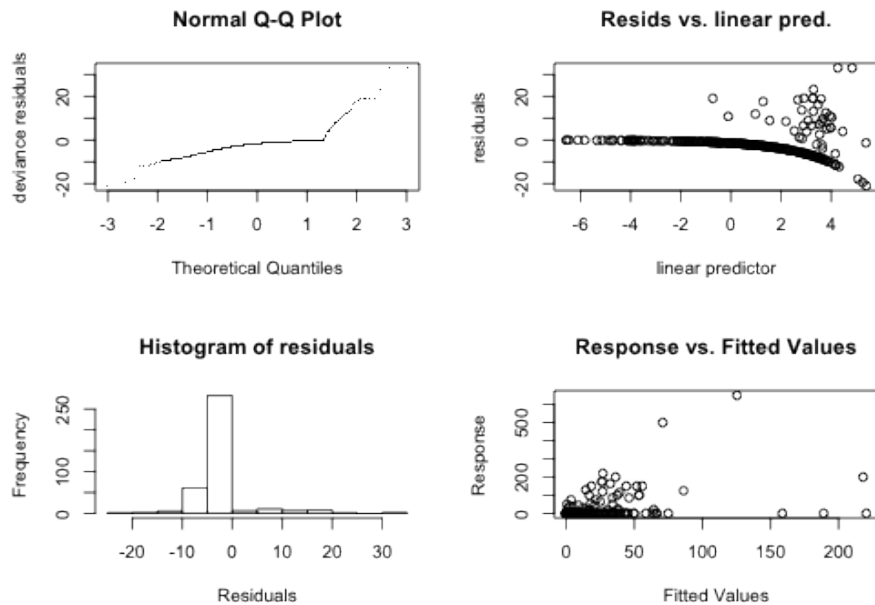 Normal Q-Q Plot
deviance residuals
-20 0 20
-3 -2 -1 0 1 2 3
Theoretical Quantiles
Resids vs. linear pred.
residuals
-20 0 20
-6 -4 -2 0 2 4
linear predictor
Histogram of residuals
Frequency
0 100 250
-20 -10 0 10 20 30
Residuals
Response vs. Fitted Values
Response
0 200 500
0 50 100 150 200
Fitted Values